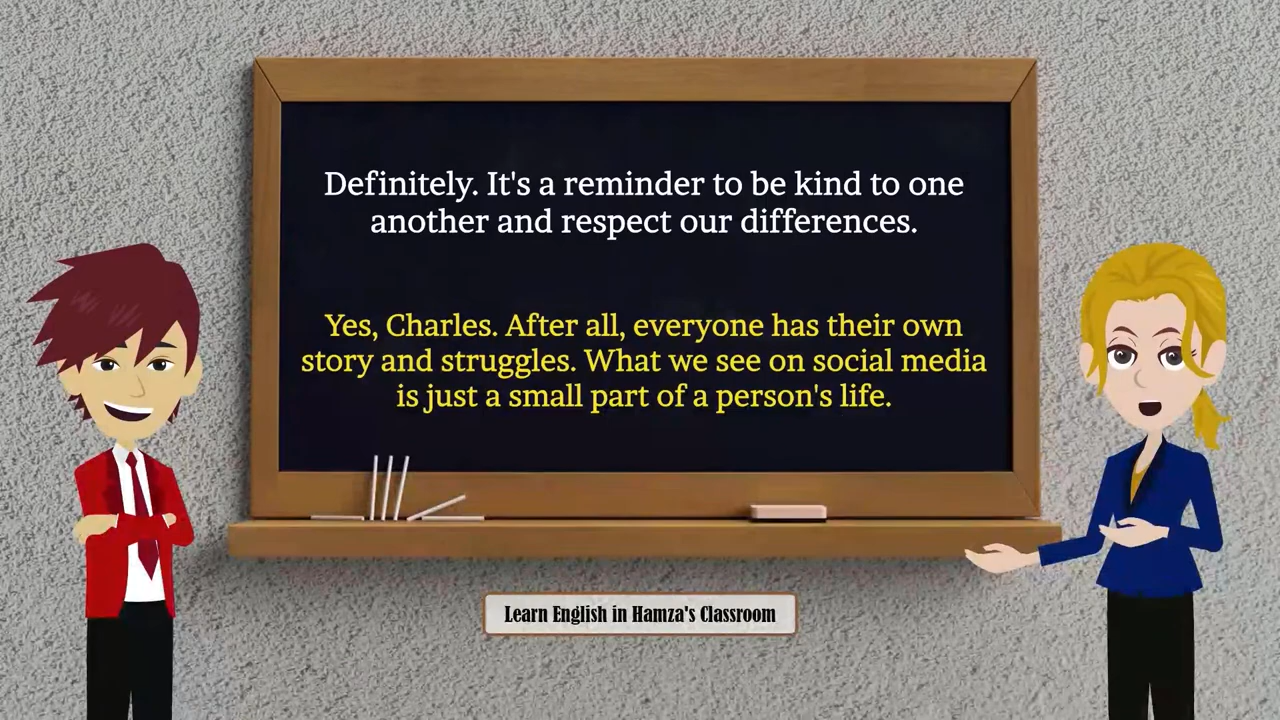 Definitely. It's a reminder to be kind to one
another and respect our differences.
Yes, Charles. After all, everyone has their own
story and struggles. What we see on social media
is just a small part of a person's life.
Learn English in Hamza's Classroom